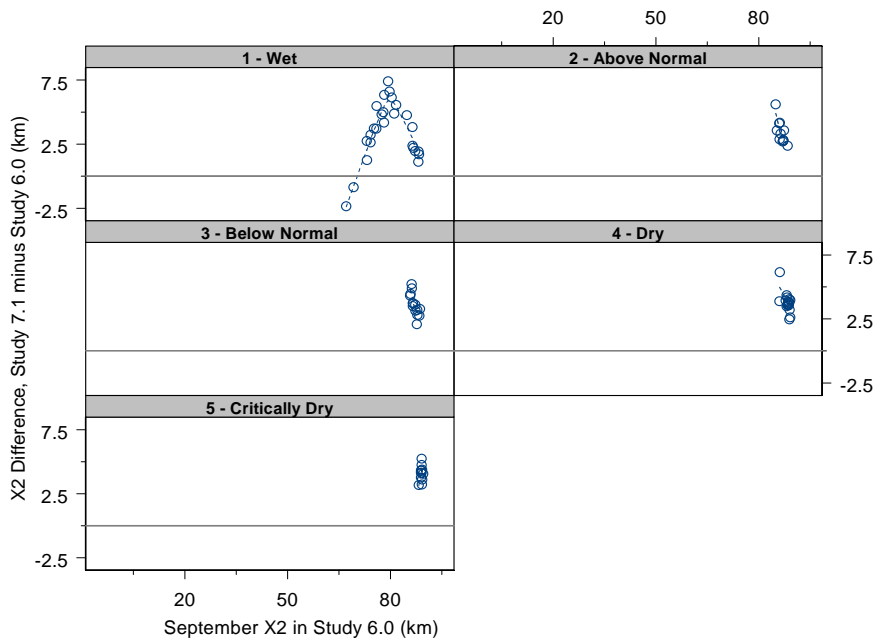 20 50 80
1 - Wet 2 - Above Normal
7.5
2.5
-2.5
3 - Below Normal 4 - Dry
7.5
2.5
-2.5
5 - Critically Dry
7.5
2.5
-2.5
20 50 80
September X2 in Study 6.0 (km)
X2 Difference, Study 7.1 minus Study 6.0 (km)